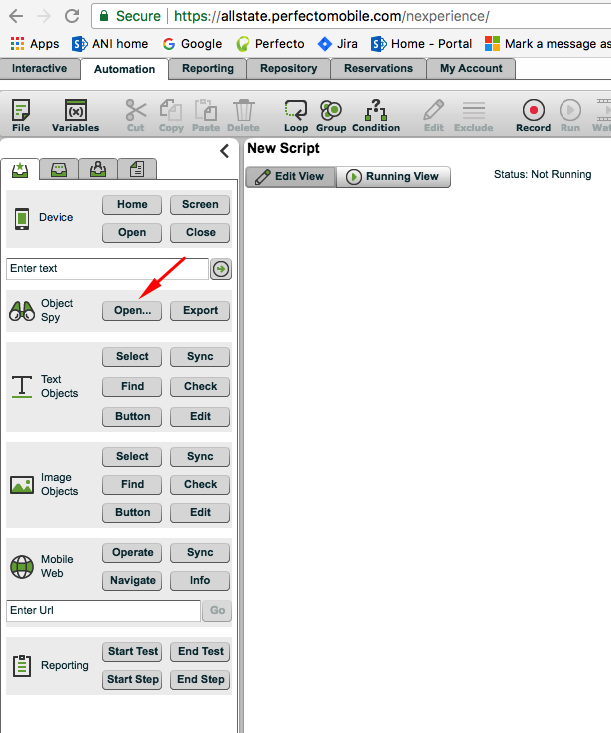 Secure https://allstate.perfectomobile.com/nexperience/
Apps ANI home Google Perfecto Jira Home - Portal Mark a message as
Interactive Automation Reporting Repository Reservations My Account
File Variables Cut Copy Paste Delete Loop Group Condition Edit Exclude Record Run Wat
New Script
Edit View Running View Status: Not Running
Device Home Screen
Open Close
Enter text
Object Spy Open... Export
Text Objects Select Sync
Find Check
Button Edit
Image Objects Select Sync
Find Check
Button Edit
Mobile Web Operate Sync
Navigate Info
Enter Url Go
Reporting Start Test End Test
Start Step End Step